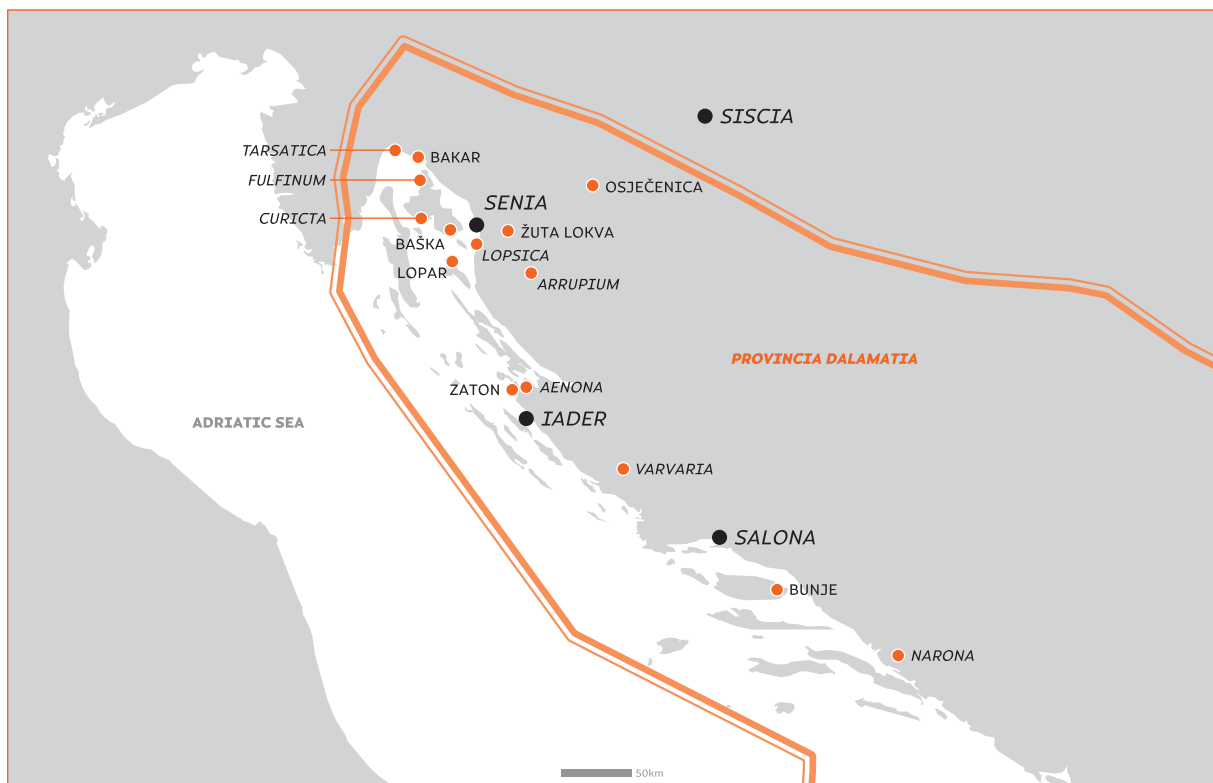 SISCIA
TARSATICA
BAKAR
FULFINUM
OSJEČENICA
SENIA
CURICTA
ŽUTA LOKVA
BAŠKA
LOPSICA
LOPAR
ARRUPIUM
PROVINCIA DALAMATIA
ZATON
AENONA
ADRIATIC SEA
IADER
VARVARIA
SALONA
BUNJE
NARONA
50km